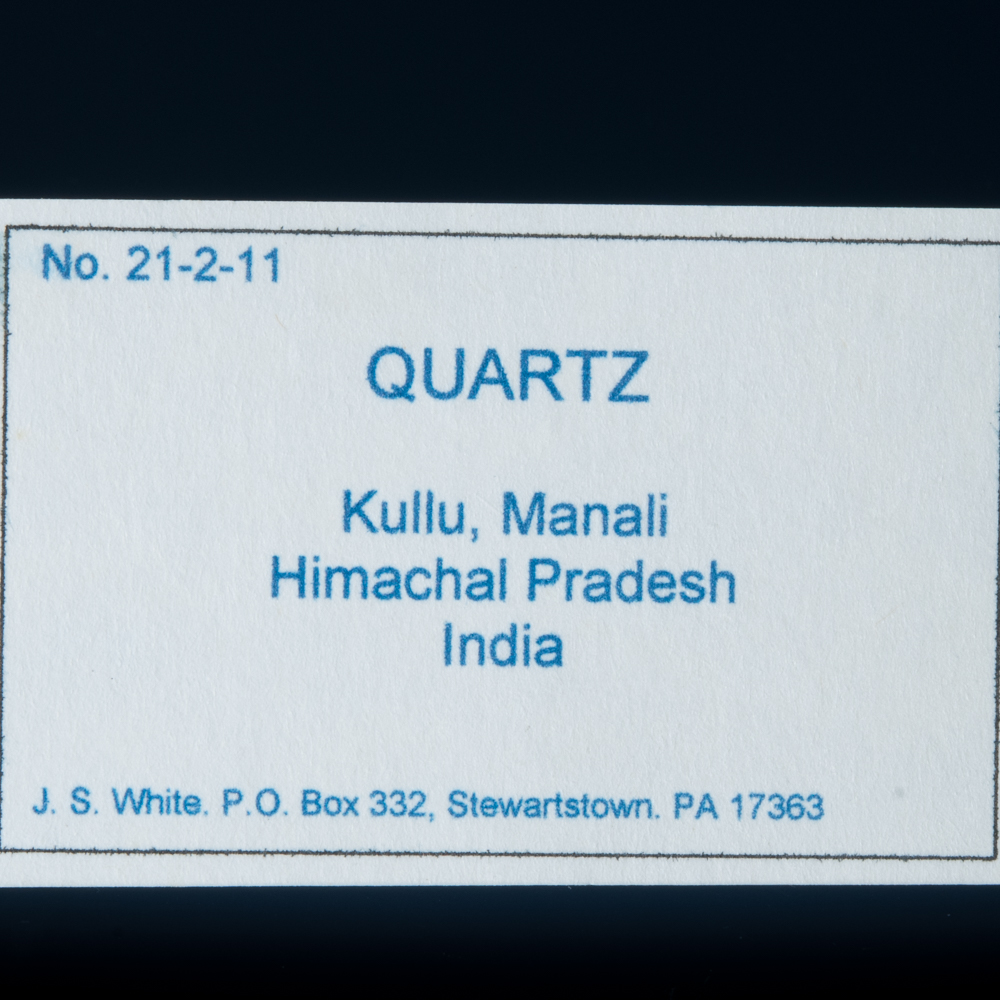 No. 21-2-11
QUARTZ
Kullu, Manali
Himachal Pradesh
India
J. S. White. P.O. Box 332, Stewartstown. PA 17363